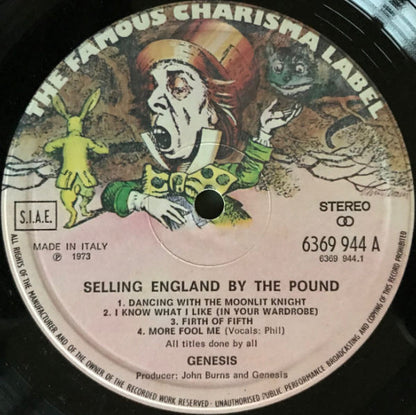 THE FAMOUS CHARISMA LABEL
S.I.A.E.
MADE IN ITALY
℗ 1973
STEREO
6369 944 A
6369 944.1
SELLING ENGLAND BY THE POUND
1. DANCING WITH THE MOONLIT KNIGHT
2. I KNOW WHAT I LIKE (IN YOUR WARDROBE)
3. FIRTH OF FIFTH
4. MORE FOOL ME (Vocals: Phil)
All titles done by all
GENESIS
Producer: John Burns and Genesis
ALL RIGHTS OF THE MANUFACTURER AND OF THE OWNER OF THE RECORDED WORK RESERVED · UNAUTHORISED PUBLIC PERFORMANCE BROADCASTING AND COPYING OF THIS RECORD PROHIBITED